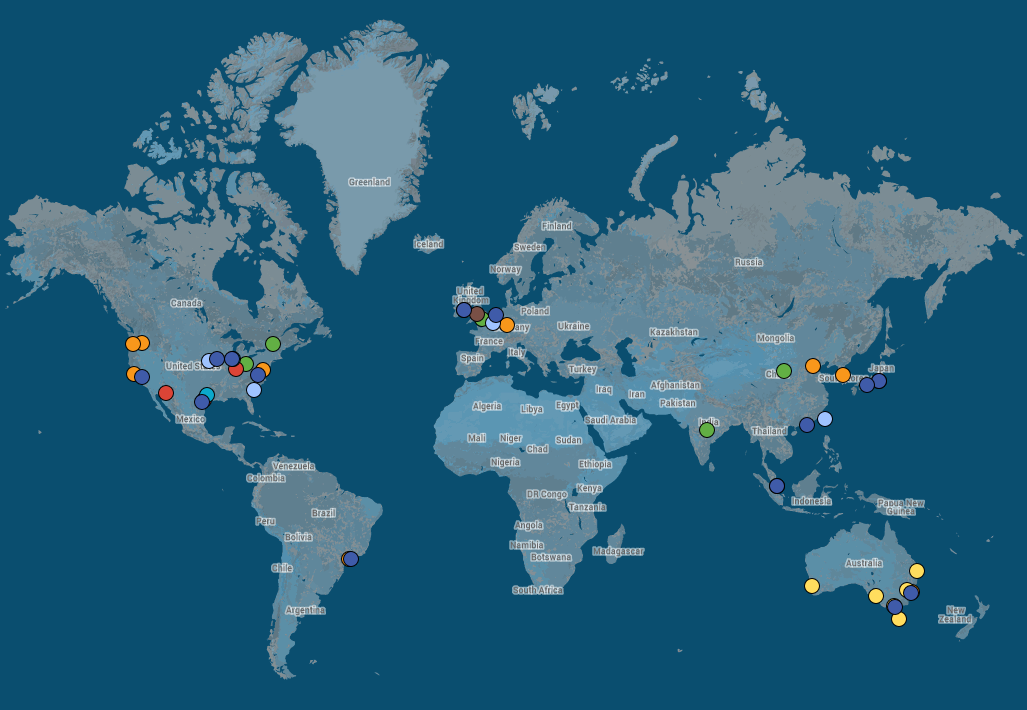 Greenland
Iceland
Finland
Sweden
Norway
Russia
United
Kingdom
Canada
Poland
any
Ukraine
Kazakhstan
Mongolia
France
Italy
Spain
Turkey
United S
Ch
South
Japan
Iraq
Iran
Afghanistan
Pakistan
Algeria
Libya
Egypt
Saudi Arabia
India
Mexico
Thailand
Mali
Niger
Chad
Sudan
Nigeria
Ethiopia
Venezuela
Colombia
Kenya
DR Congo
Tanzania
Indonesia
Papua New
Guinea
Peru
Brazil
Bolivia
Angola
Namibia
Botswana
Madagascar
Chile
Australia
South Africa
Argentina
New
Zealand